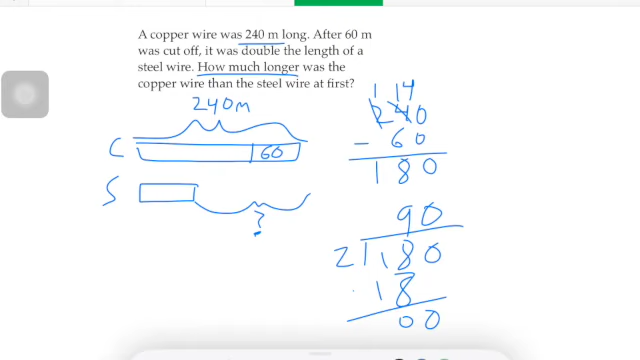 A copper wire was 240 m long. After 60 m
was cut off, it was double the length of a
steel wire. How much longer was the
copper wire than the steel wire at first?
240m
C 60
S
?
1 14
240
- 60
180
90
2 180
18
00